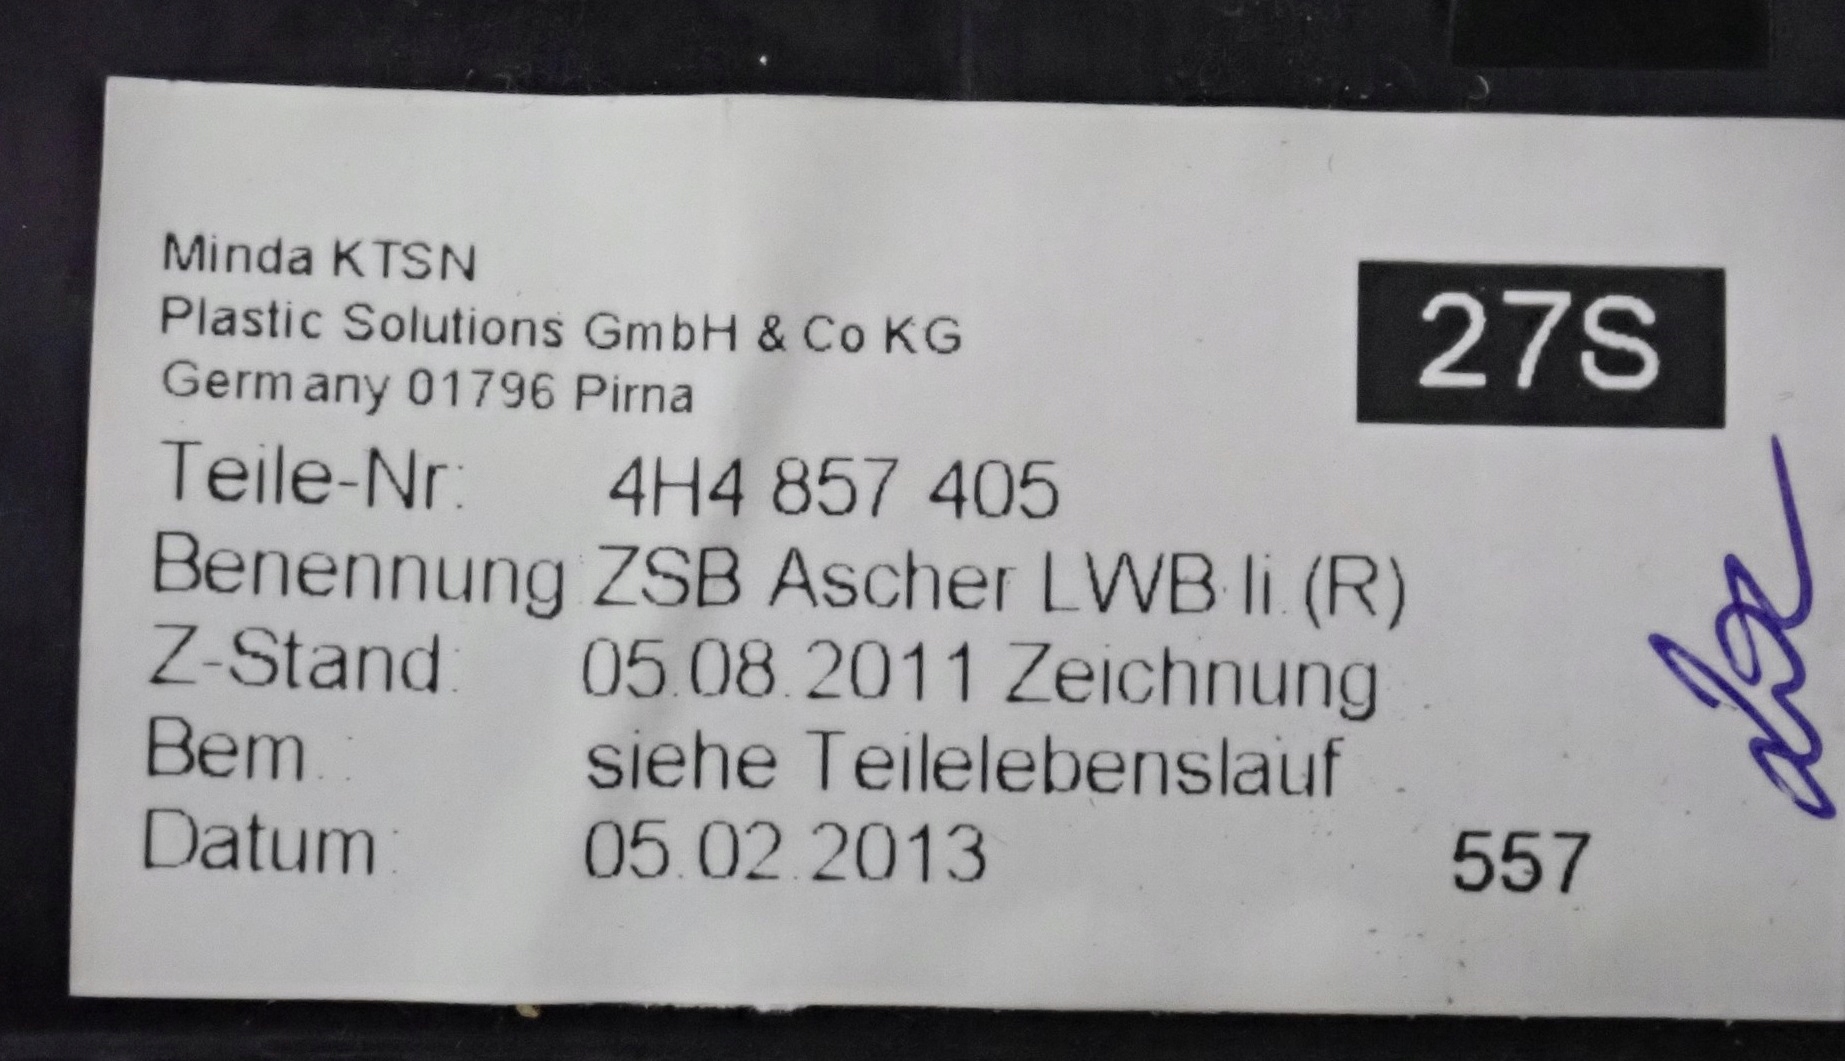 Minda KTSN
Plastic Solutions GmbH & Co KG
Germany 01796 Pirna
27S
Teile-Nr: 4H4 857 405
Benennung ZSB Ascher LWB li. (R)
Z-Stand: 05.08.2011 Zeichnung
Bem.: siehe Teilelebenslauf
Datum: 05.02.2013 557